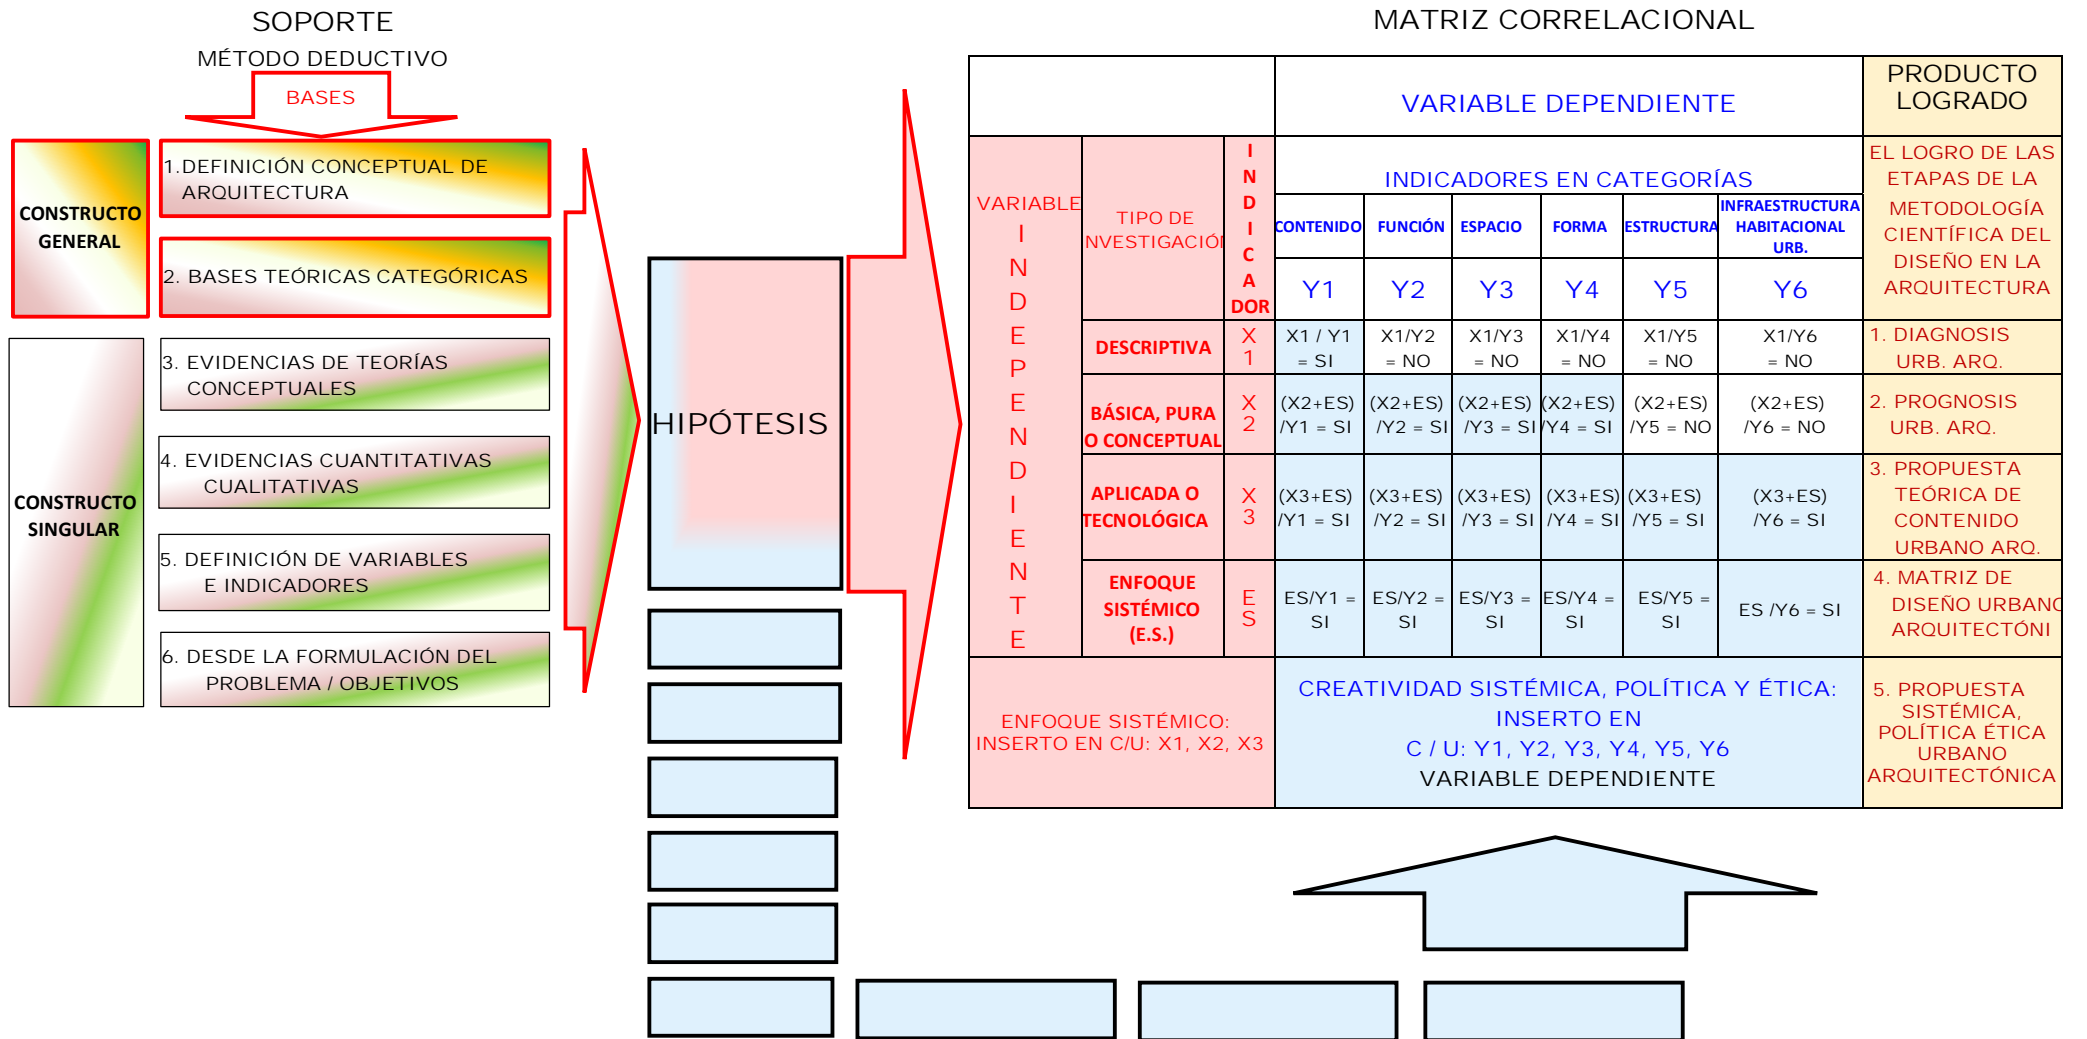 SOPORTE
MÉTODO DEDUCTIVO
BASES
CONSTRUCTO
GENERAL
1.DEFINICIÓN CONCEPTUAL DE
ARQUITECTURA
2. BASES TEÓRICAS CATEGÓRICAS
CONSTRUCTO
SINGULAR
3. EVIDENCIAS DE TEORÍAS
CONCEPTUALES
4. EVIDENCIAS CUANTITATIVAS
CUALITATIVAS
5. DEFINICIÓN DE VARIABLES
E INDICADORES
6. DESDE LA FORMULACIÓN DEL
PROBLEMA / OBJETIVOS
HIPÓTESIS
MATRIZ CORRELACIONAL
VARIABLE DEPENDIENTE
PRODUCTO
LOGRADO
VARIABLE
I
N
D
E
P
E
N
D
I
E
N
T
E
TIPO DE
NVESTIGACIÓN
I
N
D
I
C
A
DOR
INDICADORES EN CATEGORÍAS
CONTENIDO
FUNCIÓN
ESPACIO
FORMA
ESTRUCTURA
INFRAESTRUCTURA
HABITACIONAL
URB.
Y1
Y2
Y3
Y4
Y5
Y6
EL LOGRO DE LAS
ETAPAS DE LA
METODOLOGÍA
CIENTÍFICA DEL
DISEÑO EN LA
ARQUITECTURA
DESCRIPTIVA
X
1
X1 / Y1
= SI
X1/Y2
= NO
X1/Y3
= NO
X1/Y4
= NO
X1/Y5
= NO
X1/Y6
= NO
1. DIAGNOSIS
URB. ARQ.
BÁSICA, PURA
O CONCEPTUAL
X
2
(X2+ES)
/Y1 = SI
(X2+ES)
/Y2 = SI
(X2+ES)
/Y3 = SI
(X2+ES)
/Y4 = SI
(X2+ES)
/Y5 = NO
(X2+ES)
/Y6 = NO
2. PROGNOSIS
URB. ARQ.
APLICADA O
TECNOLÓGICA
X
3
(X3+ES)
/Y1 = SI
(X3+ES)
/Y2 = SI
(X3+ES)
/Y3 = SI
(X3+ES)
/Y4 = SI
(X3+ES)
/Y5 = SI
(X3+ES)
/Y6 = SI
3. PROPUESTA
TEÓRICA DE
CONTENIDO
URBANO ARQ.
ENFOQUE
SISTÉMICO
(E.S.)
E
S
ES/Y1 =
SI
ES/Y2 =
SI
ES/Y3 =
SI
ES/Y4 =
SI
ES/Y5 =
SI
ES /Y6 = SI
4. MATRIZ DE
DISEÑO URBANO
ARQUITECTÓNI
ENFOQUE SISTÉMICO:
INSERTO EN C/U: X1, X2, X3
CREATIVIDAD SISTÉMICA, POLÍTICA Y ÉTICA:
INSERTO EN
C / U: Y1, Y2, Y3, Y4, Y5, Y6
VARIABLE DEPENDIENTE
5. PROPUESTA
SISTÉMICA,
POLÍTICA ÉTICA
URBANO
ARQUITECTÓNICA